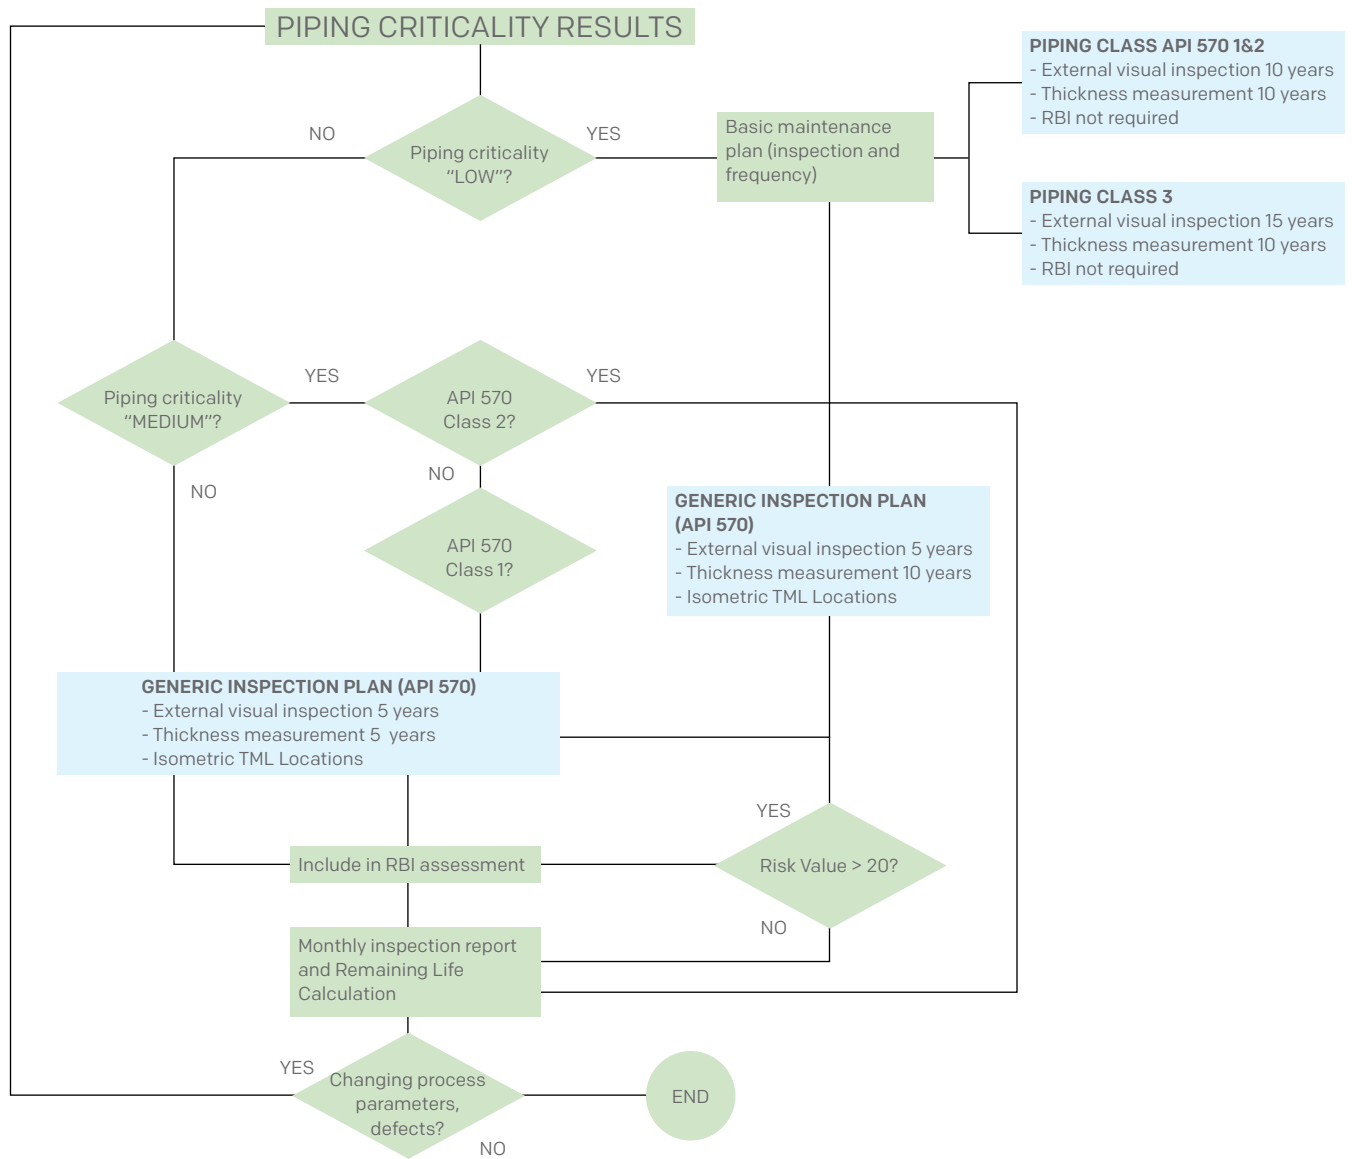 PIPING CRITICALITY RESULTS
PIPING CLASS API 570 1&2
- External visual inspection 10 years
- Thickness measurement 10 years
- RBI not required
NO
Piping criticality
“LOW”?
YES
Basic maintenance
plan (inspection and
frequency)
PIPING CLASS 3
- External visual inspection 15 years
- Thickness measurement 10 years
- RBI not required
Piping criticality
“MEDIUM”?
YES
API 570
Class 2?
YES
NO
NO
API 570
Class 1?
GENERIC INSPECTION PLAN
(API 570)
- External visual inspection 5 years
- Thickness measurement 10 years
- Isometric TML Locations
GENERIC INSPECTION PLAN (API 570)
- External visual inspection 5 years
- Thickness measurement 5  years
- Isometric TML Locations
YES
Include in RBI assessment
Risk Value > 20?
NO
Monthly inspection report
and Remaining Life
Calculation
YES
Changing process
parameters,
defects?
NO
END